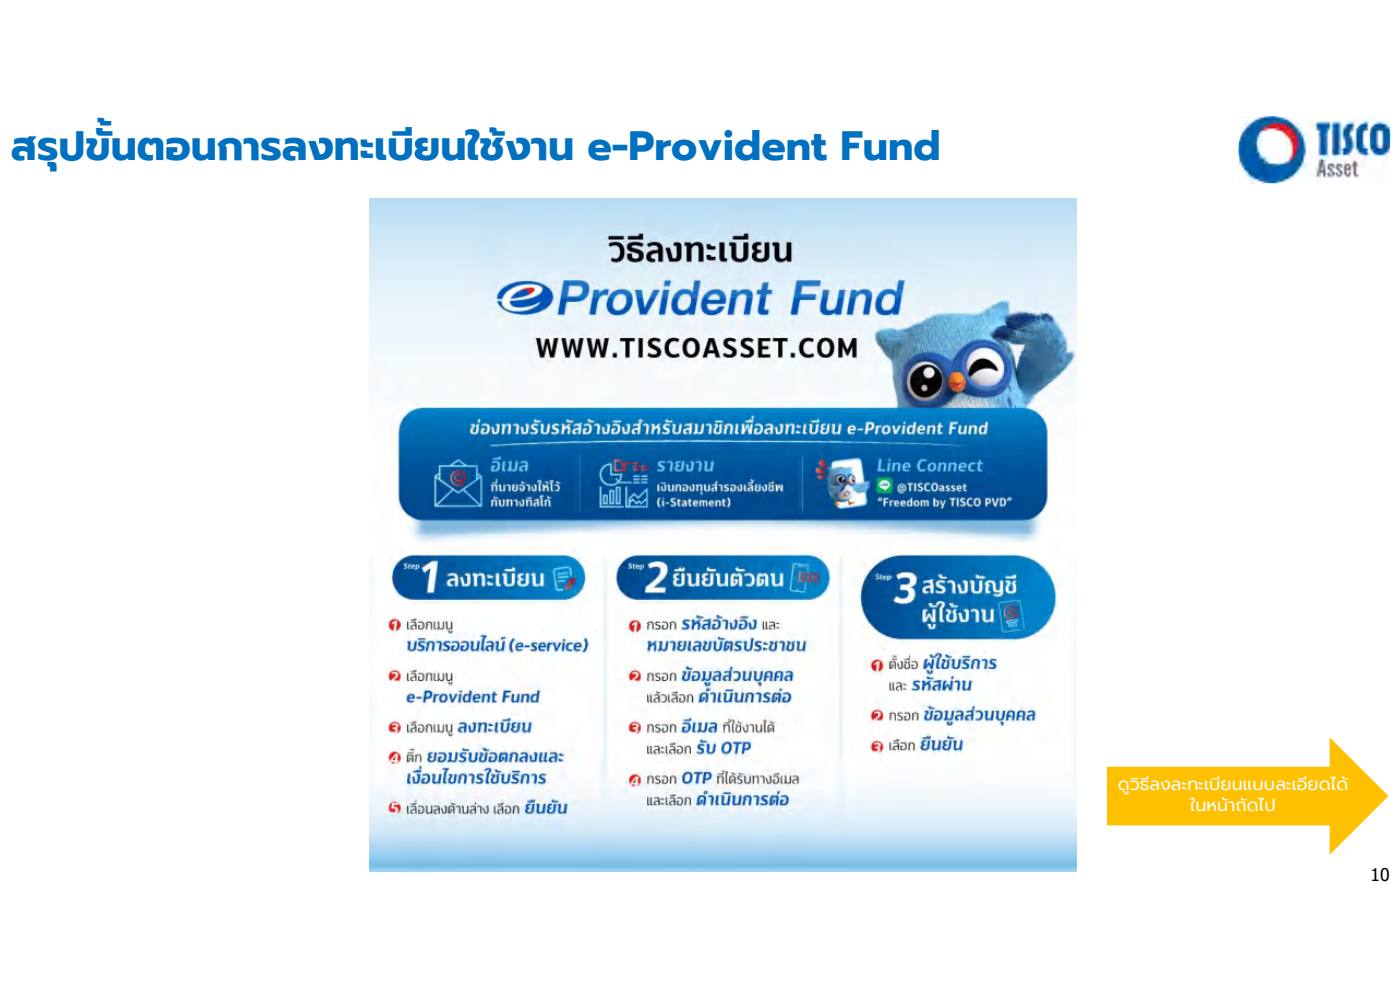 สรุปขั้นตอนการลงทะเบียนใช้งาน e-Provident Fund
TISCO
Asset
วิธีลงทะเบียน
e Provident Fund
WWW.TISCOASSET.COM
ช่องทางรับรหัสอ้างอิงสำหรับสมาชิกเพื่อลงทะเบียน e-Provident Fund
อีเมล
ที่นายจ้างให้ไว้
กับทางทิสโก้
รายงาน
เงินกองทุนสำรองเลี้ยงชีพ
(i-Statement)
Line Connect
@TISCOasset
“Freedom by TISCO PVD”
Step 1 ลงทะเบียน
1 เลือกเมนู
บริการออนไลน์ (e-service)
2 เลือกเมนู
e-Provident Fund
3 เลือกเมนู ลงทะเบียน
4 ติ๊ก ยอมรับข้อตกลงและ
เงื่อนไขการใช้บริการ
5 เลื่อนลงด้านล่าง เลือก ยืนยัน
Step 2 ยืนยันตัวตน
1 กรอก รหัสอ้างอิง และ
หมายเลขบัตรประชาชน
2 กรอก ข้อมูลส่วนบุคคล
แล้วเลือก ดำเนินการต่อ
3 กรอก อีเมล ที่ใช้งานได้
และเลือก รับ OTP
4 กรอก OTP ที่ได้รับทางอีเมล
และเลือก ดำเนินการต่อ
Step 3 สร้างบัญชี
ผู้ใช้งาน
1 ตั้งชื่อ ผู้ใช้บริการ
และ รหัสผ่าน
2 กรอก ข้อมูลส่วนบุคคล
3 เลือก ยืนยัน
ดูวิธีลงละทะเบียนแบบละเอียดได้
ในหน้าถัดไป
10